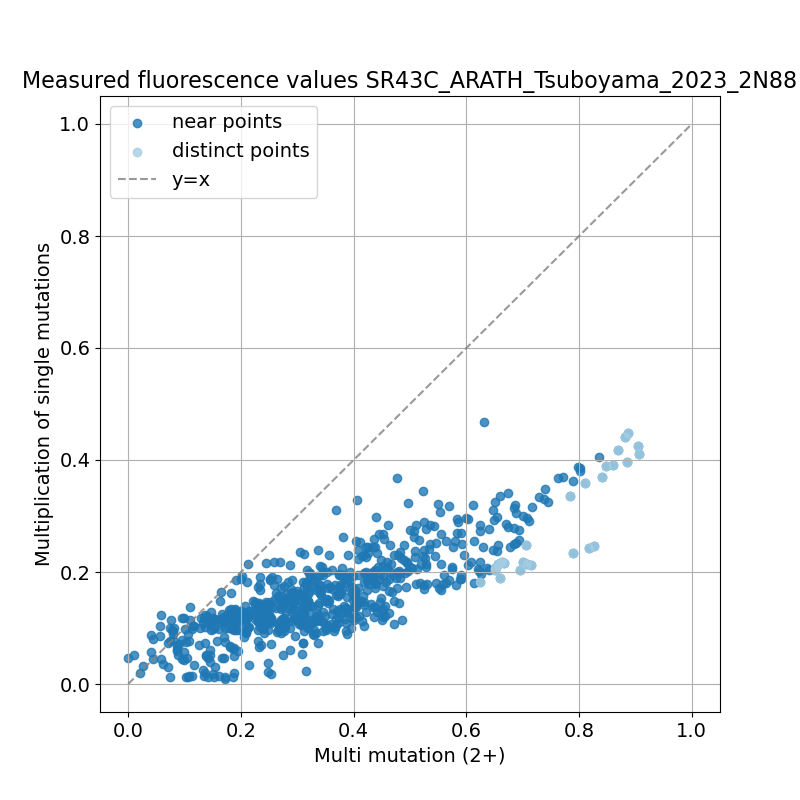 Measured fluorescence values SR43C_ARATH_Tsuboyama_2023_2N88
near points
distinct points
y=x
1.0
0.8
0.6
0.4
0.2
0.0
0.0 0.2 0.4 0.6 0.8 1.0
Multiplication of single mutations
Multi mutation (2+)